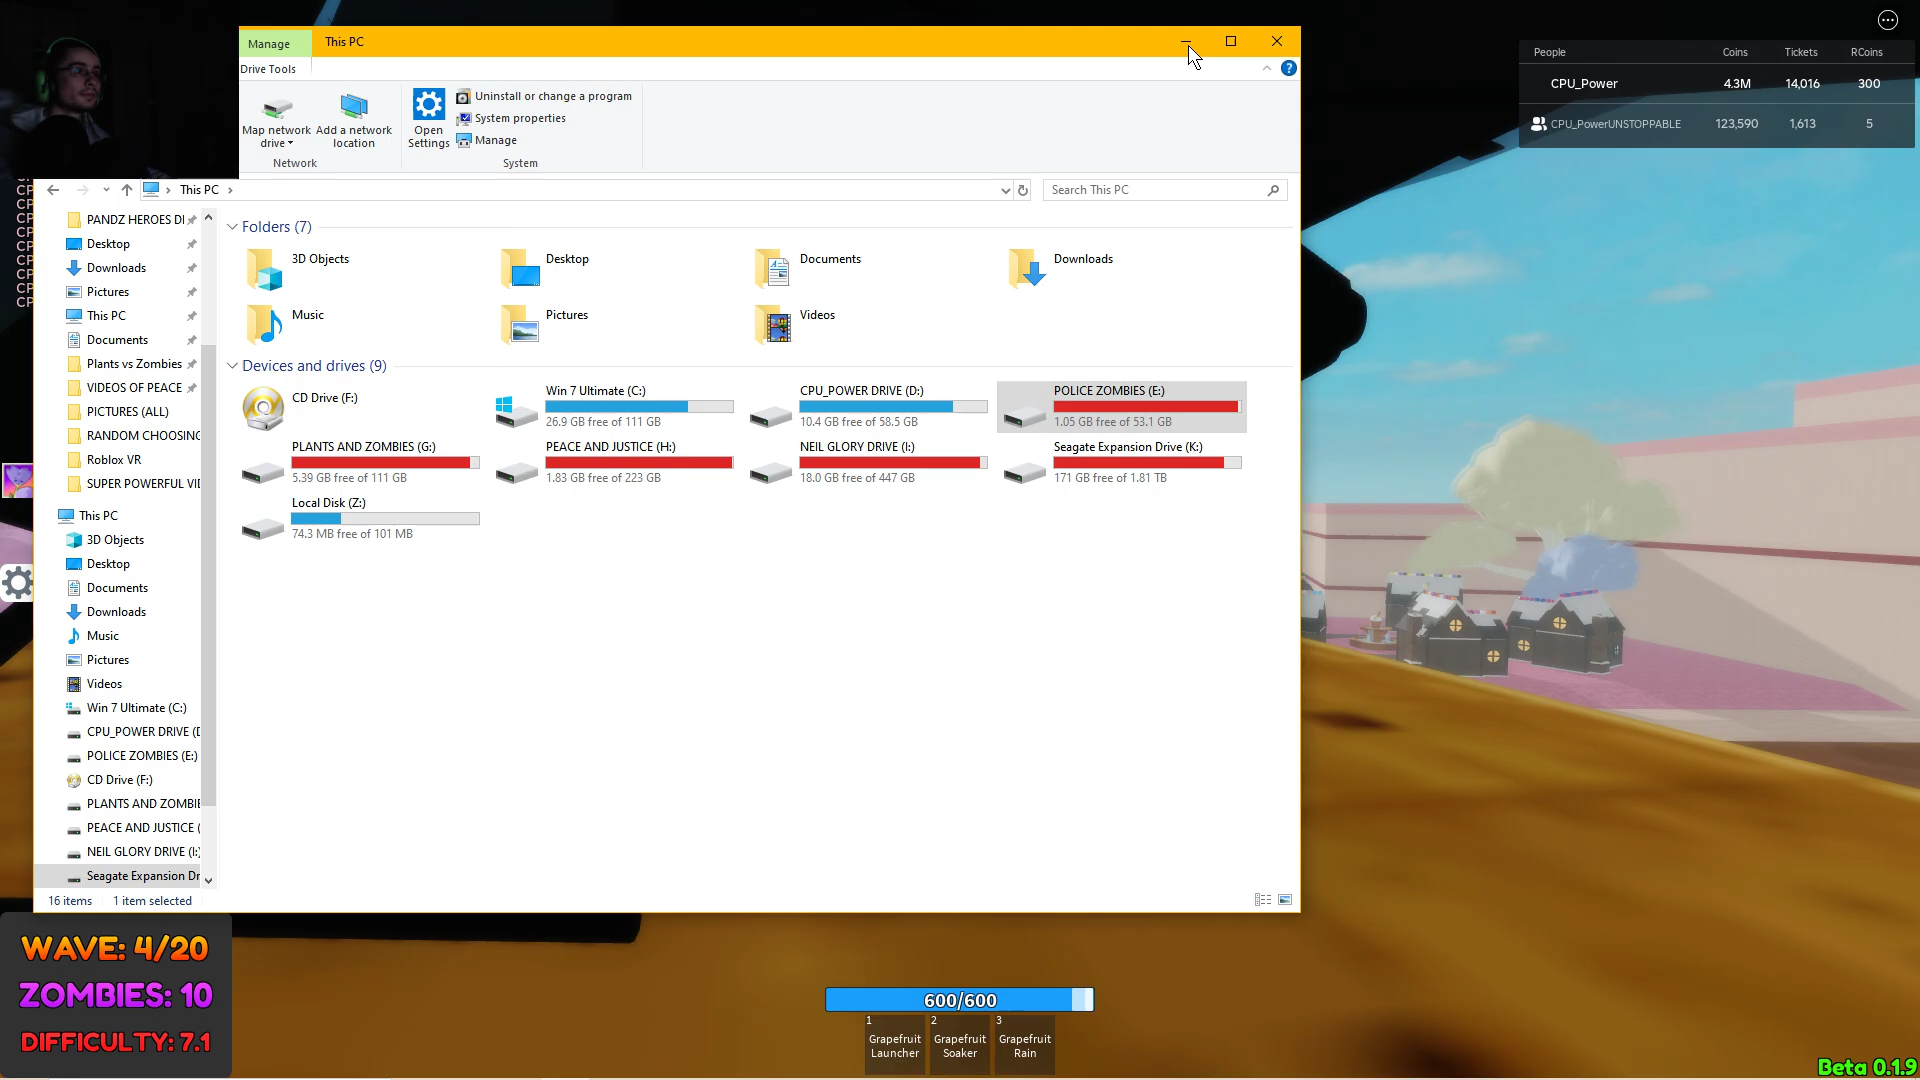 Manage
This PC
Drive Tools
Map network drive
Add a network location
Network
Open Settings
Uninstall or change a program
System properties
Manage
System
This PC
Search This PC
PANDZ HEROES DI
Desktop
Downloads
Pictures
This PC
Documents
Plants vs Zombies
VIDEOS OF PEACE
PICTURES (ALL)
RANDOM CHOOSING
Roblox VR
SUPER POWERFUL VI
This PC
3D Objects
Desktop
Documents
Downloads
Music
Pictures
Videos
Win 7 Ultimate (C:)
CPU_POWER DRIVE (D
POLICE ZOMBIES (E:)
CD Drive (F:)
PLANTS AND ZOMBIE
PEACE AND JUSTICE (
NEIL GLORY DRIVE (I:)
Seagate Expansion Dr
Folders (7)
3D Objects
Desktop
Documents
Downloads
Music
Pictures
Videos
Devices and drives (9)
CD Drive (F:)
Win 7 Ultimate (C:)
26.9 GB free of 111 GB
CPU_POWER DRIVE (D:)
10.4 GB free of 58.5 GB
POLICE ZOMBIES (E:)
1.05 GB free of 53.1 GB
PLANTS AND ZOMBIES (G:)
5.39 GB free of 111 GB
PEACE AND JUSTICE (H:)
1.83 GB free of 223 GB
NEIL GLORY DRIVE (I:)
18.0 GB free of 447 GB
Seagate Expansion Drive (K:)
171 GB free of 1.81 TB
Local Disk (Z:)
74.3 MB free of 101 MB
16 items
1 item selected
People Coins Tickets RCoins
CPU_Power 4.3M 14,016 300
CPU_PowerUNSTOPPABLE 123,590 1,613 5
CP
CP
CP
CP
CP
CP
CP
CP
CP
WAVE: 4/20
ZOMBIES: 10
DIFFICULTY: 7.1
600/600
1
Grapefruit
Launcher
2
Grapefruit
Soaker
3
Grapefruit
Rain
Beta 0.1.9